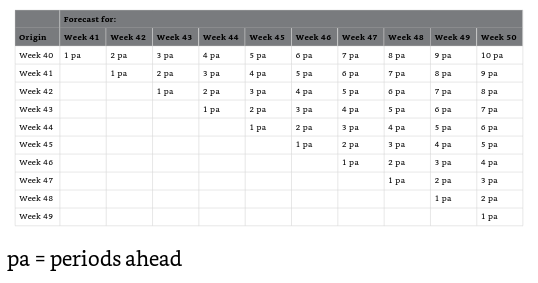 Forecast for:
Origin Week 41 Week 42 Week 43 Week 44 Week 45 Week 46 Week 47 Week 48 Week 49 Week 50
Week 40 1 pa 2 pa 3 pa 4 pa 5 pa 6 pa 7 pa 8 pa 9 pa 10 pa
Week 41 1 pa 2 pa 3 pa 4 pa 5 pa 6 pa 7 pa 8 pa 9 pa
Week 42 1 pa 2 pa 3 pa 4 pa 5 pa 6 pa 7 pa 8 pa
Week 43 1 pa 2 pa 3 pa 4 pa 5 pa 6 pa 7 pa
Week 44 1 pa 2 pa 3 pa 4 pa 5 pa 6 pa
Week 45 1 pa 2 pa 3 pa 4 pa 5 pa
Week 46 1 pa 2 pa 3 pa 4 pa
Week 47 1 pa 2 pa 3 pa
Week 48 1 pa 2 pa
Week 49 1 pa
pa = periods ahead